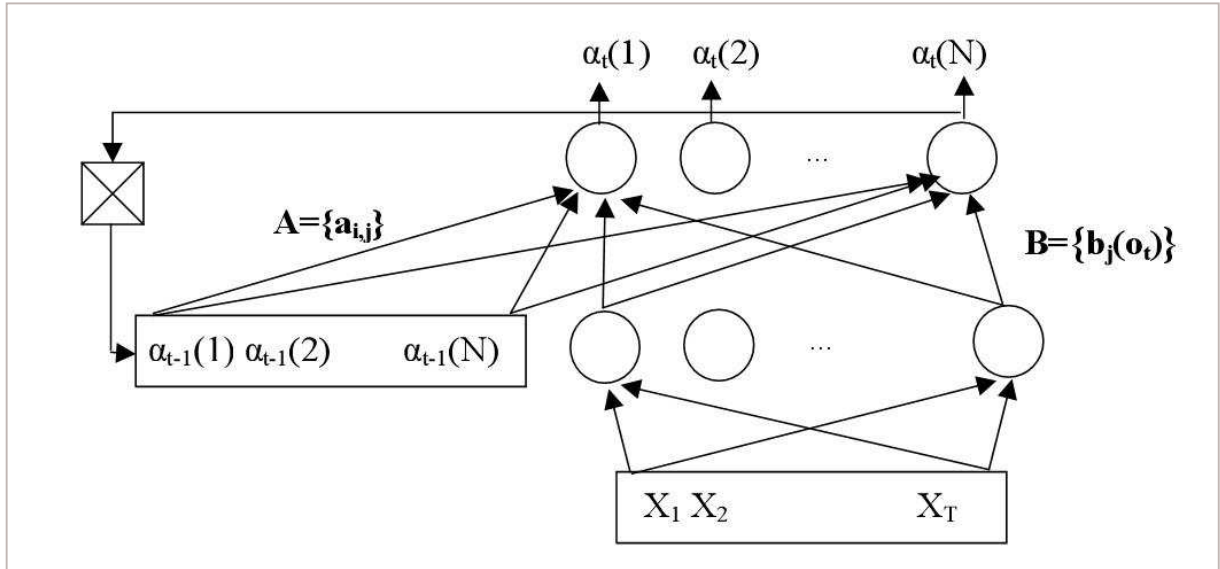 αt(1) αt(2) αt(N)
...
A={ai,j}
B={bj(ot)}
αt-1(1) αt-1(2) αt-1(N)
...
X1 X2 XT